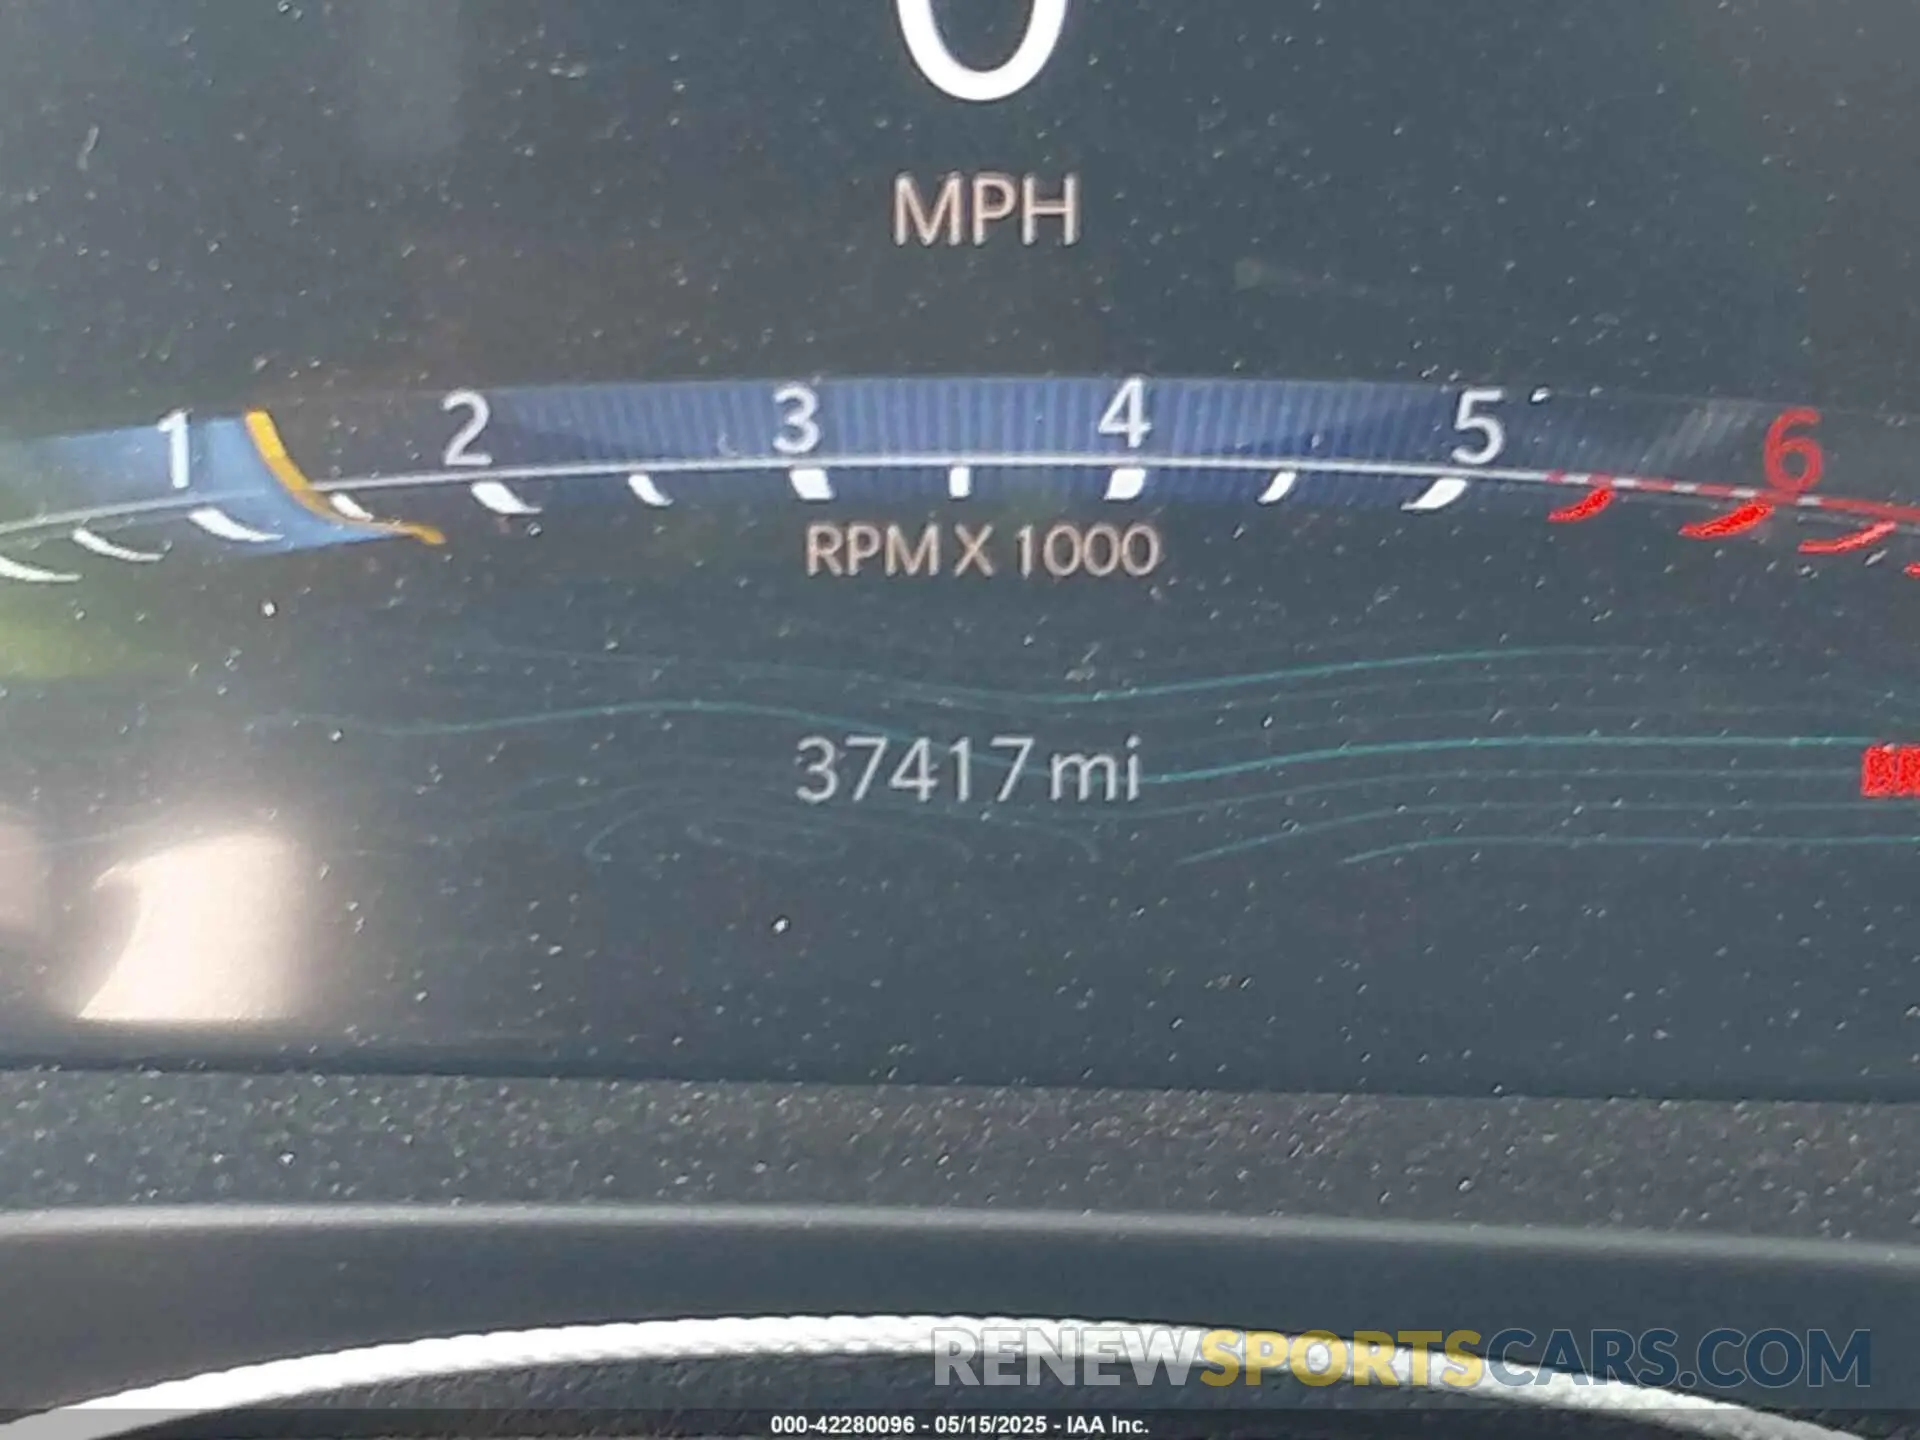 0
MPH
1 2 3 4 5 6
RPM X 1000
37417 mi
RENEWSPORTSCARS.COM
000-42280096 - 05/15/2025 - IAA Inc.